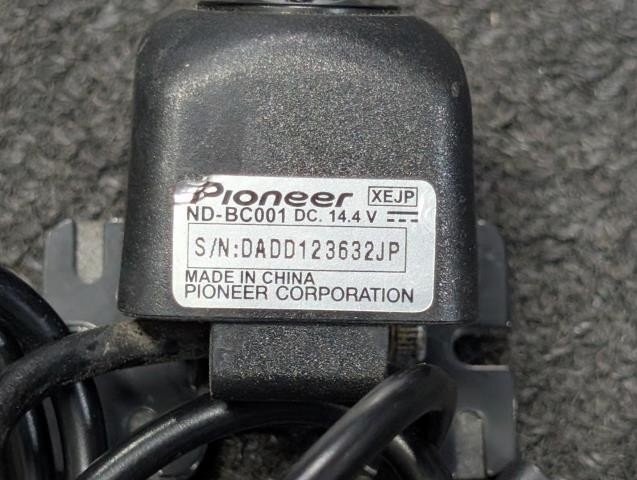 Pioneer XEJP
ND-BC001 DC. 14.4 V
S/N:DADD123632JP
MADE IN CHINA
PIONEER CORPORATION